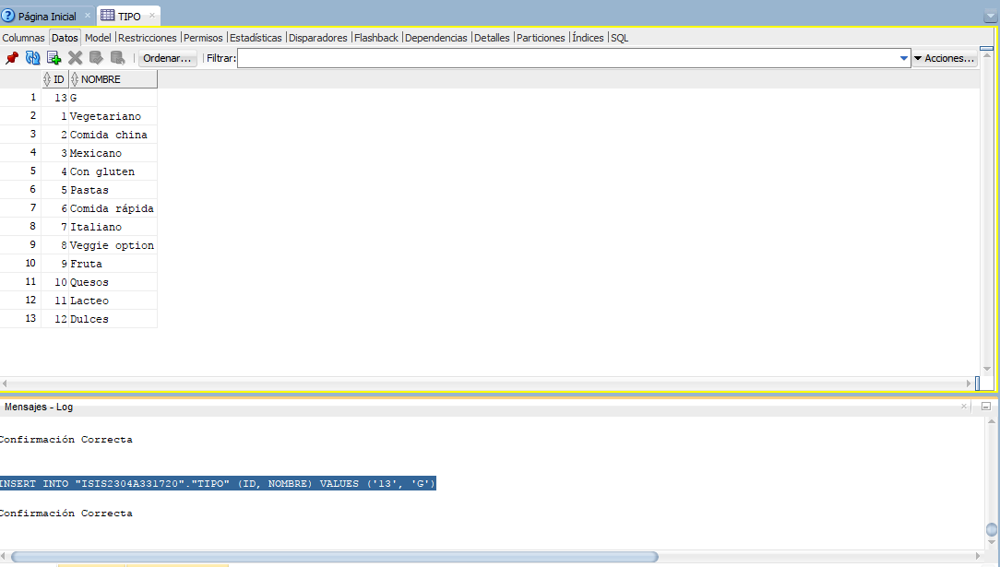 Página Inicial TIPO
Columnas Datos Model Restricciones Permisos Estadísticas Disparadores Flashback Dependencias Detalles Particiones Índices SQL
Ordenar... Filtrar: Acciones...
ID NOMBRE
1 13 G
2 1 Vegetariano
3 2 Comida china
4 3 Mexicano
5 4 Con gluten
6 5 Pastas
7 6 Comida rápida
8 7 Italiano
9 8 Veggie option
10 9 Fruta
11 10 Quesos
12 11 Lacteo
13 12 Dulces
Mensajes - Log
Confirmación Correcta
INSERT INTO "ISIS2304A331720"."TIPO" (ID, NOMBRE) VALUES ('13', 'G')
Confirmación Correcta